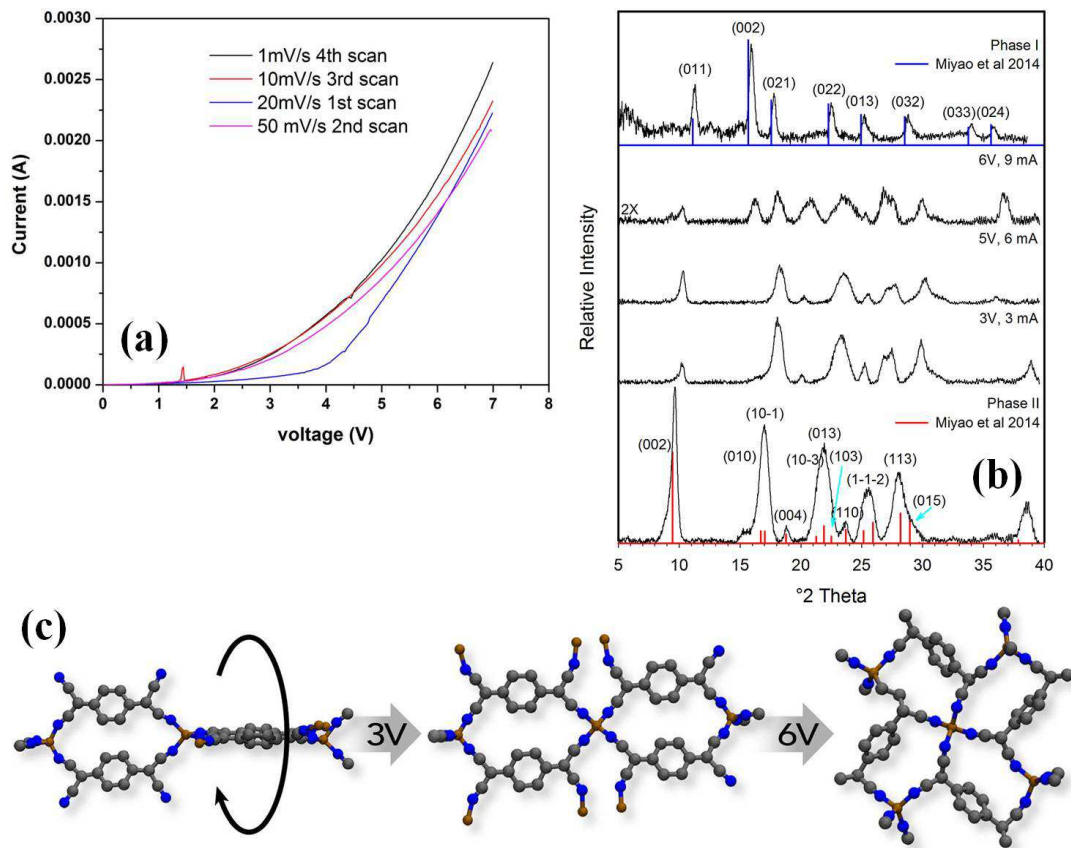 (a)
Current (A)
0.0030
0.0025
0.0020
0.0015
0.0010
0.0005
0.0000
1mV/s 4th scan
10mV/s 3rd scan
20mV/s 1st scan
50 mV/s 2nd scan
0 1 2 3 4 5 6 7 8
voltage (V)
(b)
Relative Intensity
Phase I
Miyao et al 2014
(011)
(002)
(021)
(022)
(013)
(032)
(033)
(024)
6V, 9 mA
2X
5V, 6 mA
3V, 3 mA
Phase II
Miyao et al 2014
(002)
(010)
(10-1)
(004)
(10-3)
(013)
(103)
(110)
(1-1-2)
(113)
(015)
5 10 15 20 25 30 35 40
°2 Theta
(c)
3V
6V